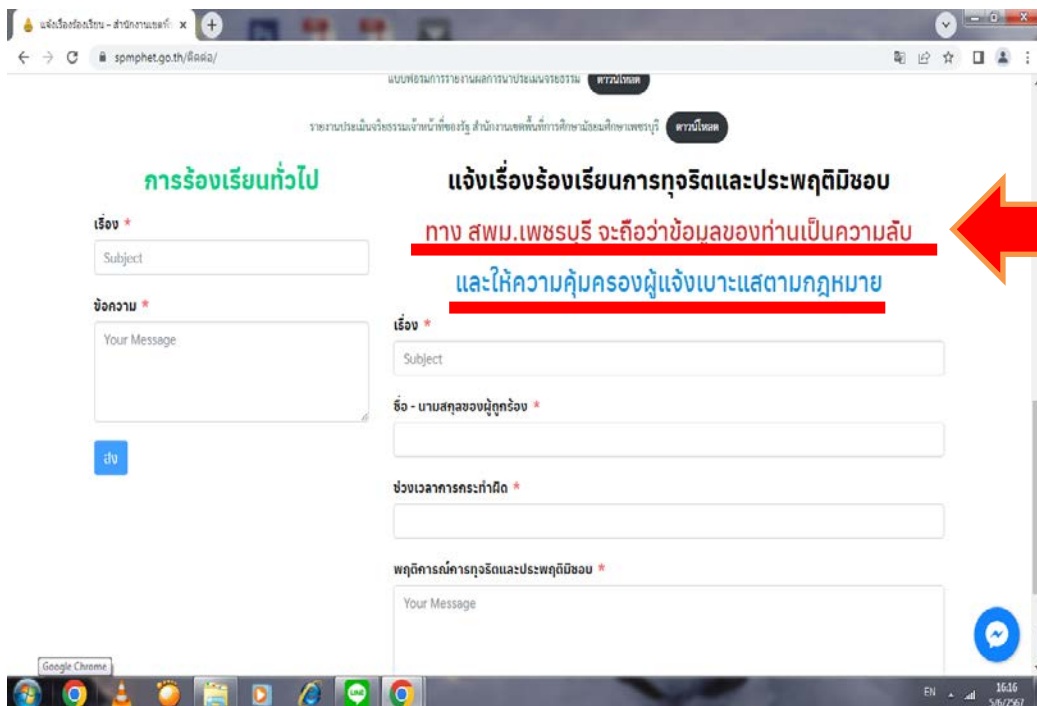 แจ้งเรื่องร้องเรียน – สำนักงานเขตพื้
spmphet.go.th/ติดต่อ/
แบบฟอร์มการรายงานผลการนำประเมินจริยธรรม ดาวน์โหลด
รายงานประเมินจริยธรรมเจ้าหน้าที่ของรัฐ สำนักงานเขตพื้นที่การศึกษามัธยมศึกษาเพชรบุรี ดาวน์โหลด
การร้องเรียนทั่วไป
เรื่อง *
Subject
ข้อความ *
Your Message
ส่ง
แจ้งเรื่องร้องเรียนการทุจริตและประพฤติมิชอบ
ทาง สพม.เพชรบุรี จะถือว่าข้อมูลของท่านเป็นความลับ
และให้ความคุ้มครองผู้แจ้งเบาะแสตามกฎหมาย
เรื่อง *
Subject
ชื่อ - นามสกุลของผู้ถูกร้อง *
ช่วงเวลาการกระทำผิด *
พฤติการณ์การทุจริตและประพฤติมิชอบ *
Your Message
Google Chrome
LINE
EN
16:16
5/6/2567